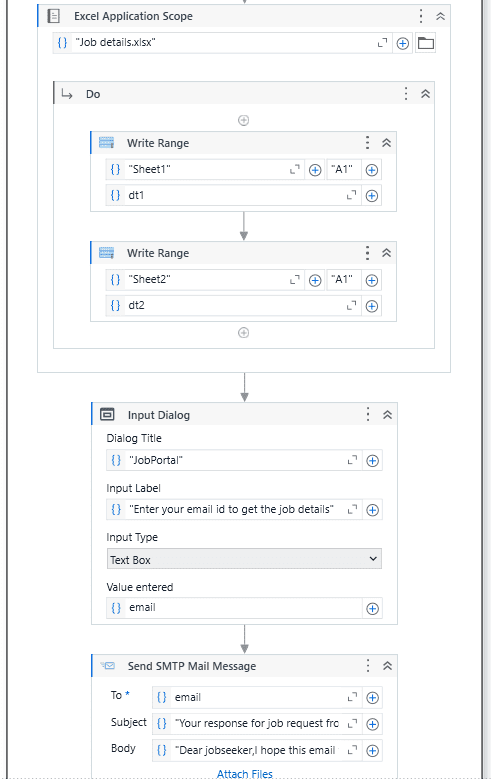 Excel Application Scope
{} "Job details.xlsx"
Do
Write Range
{} "Sheet1" "A1"
{} dt1
Write Range
{} "Sheet2" "A1"
{} dt2
Input Dialog
Dialog Title
{} "JobPortal"
Input Label
{} "Enter your email id to get the job details"
Input Type
Text Box
Value entered
{} email
Send SMTP Mail Message
To * {} email
Subject {} "Your response for job request fro
Body {} "Dear jobseeker,I hope this email
Attach Files